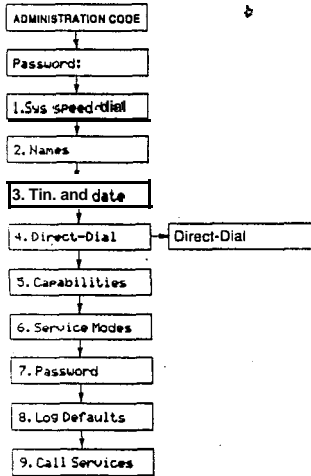 ADMINISTRATION CODE
Password:
1.Sys speed dial
2. Names
3. Tin. and date
4. Direct-Dial
Direct-Dial
5. Capabilities
6. Service Modes
7. Password
8. Log Defaults
9. Call Services